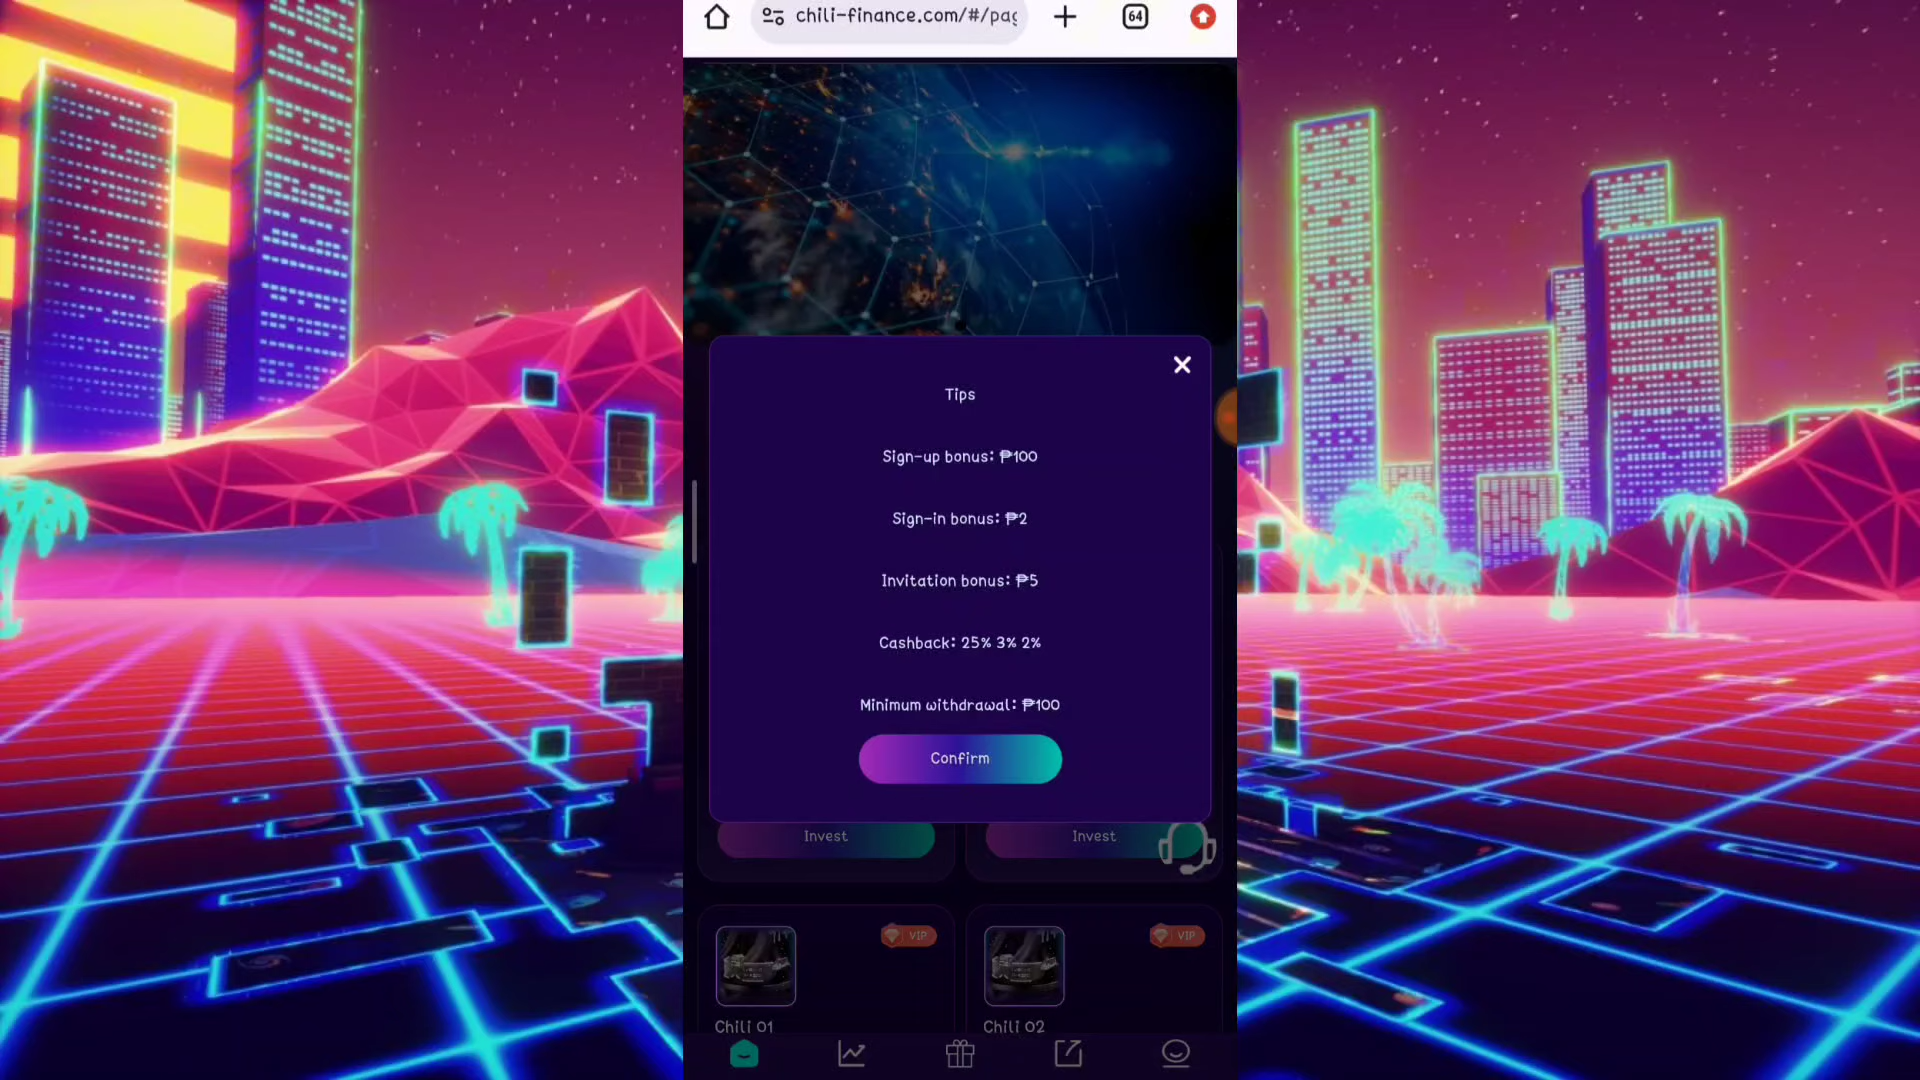 chili-finance.com/#/pag
64
Tips
Sign-up bonus: ₱100
Sign-in bonus: ₱2
Invitation bonus: ₱5
Cashback: 25% 3% 2%
Minimum withdrawal: ₱100
Confirm
Invest
Invest
VIP
VIP
Chili 01
Chili 02